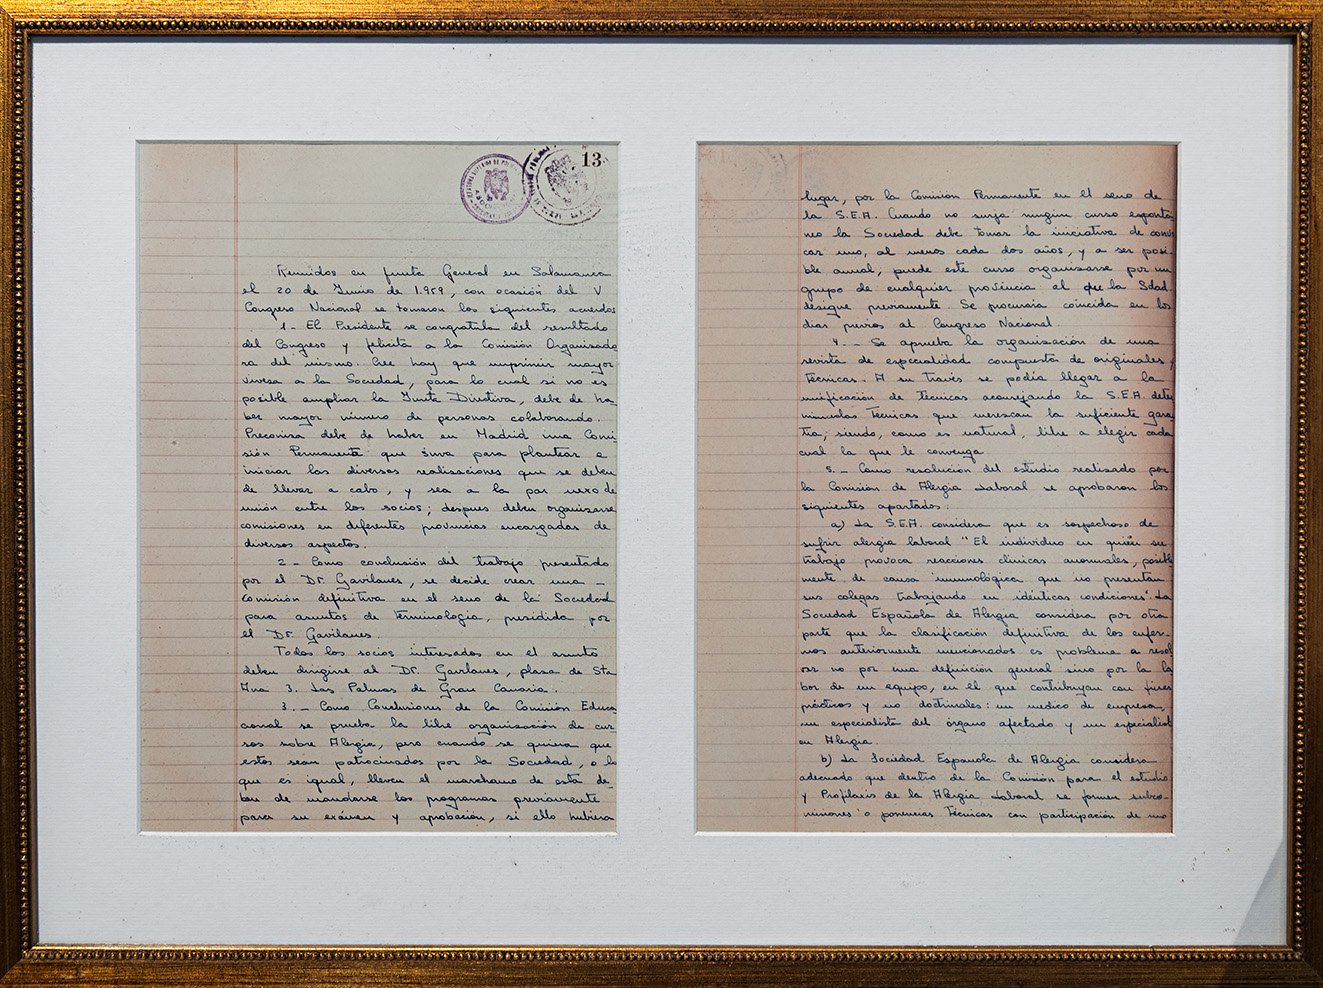 13
Reunidos en Junta General en Salamanca
el 20 de Junio de 1.959, con ocasión del V
Congreso Nacional se tomaron los siguientes acuerdos
1.- El Presidente se congratula del resultado
del Congreso y felicita a la Comisión Organizado
ra del mismo. Cree hay que imprimir mayor
viveza a la Sociedad, para lo cual si no es
posible ampliar la Junta Directiva, debe de ha
ber mayor número de personas colaborando.
Preconiza debe de haber en Madrid una Comi
sión Permanente que sirva para plantear e
iniciar las diversas realizaciones que se deben
de llevar a cabo, y sea a la par nexo de
unión entre los socios; despues deben organizarse
comisiones en diferentes provincias encargadas de
diversos aspectos.
2.- Como conclusión del trabajo presentado
por el Dr. Gavilanes, se decide crear una -
comisión definitiva en el seno de la Sociedad
para asuntos de Terminologia, presidida por
el Dr. Gavilanes.
Todos los socios interesados en el asunto
deben dirigirse al Dr. Gavilanes, plaza de Sta
Ana 3. Las Palmas de Gran Canaria.
3.- Como Conclusiones de la Comisión Educa
cional se prueba la libre organización de cur
sos sobre Alergia, pero cuando se quiera que
estos sean patrocinados por la Sociedad, o lo
que es igual, lleven el marchamo de esta de-
ben de mandarse los programas previamente
para su exámen y aprobación, si ello hubiera
lugar, por la Comisión Permanente en el seno de
la S.E.A. Cuando no surja ningún curso espontá
neo la Sociedad debe tomar la iniciativa de convo
car uno, al menos cada dos años, y a ser posi
ble anual, puede este curso organizarse por un
grupo de cualquier provincia al que la Sdad.
designe previamente. Se procuraia coincida en los
dias previos al Congreso Nacional.
4.- Se aprueba la organización de una
revista de especialidad compuesta de originales y
técnicas. A su través se podía llegar a la
unificación de técnicas aconsejando la S.E.A. deter
minadas Técnicas que merezcan la suficiente garan
tía, siendo, como es natural, libre a elegir cada
cual la que le convenga
5.- Como resolución del estudio realizado por
la Comisión de Alergia Laboral se aprobaron los
siguientes apartados.
a) La S.E.A. considera que es sospechoso de
sufrir alergia laboral "El individuo en quién su
trabajo provoca reacciones clínicas anormales, posible
mente de causa inmunológica que no presentan
sus colegas trabajando en idénticas condiciones". La
Sociedad Española de Alergia considera por otra
parte que la clasificación definitiva de los enfer-
mos anteriormente mencionados es problema a resol
ver no por una definición general sino por la la
bor de un equipo, en él que contribuyan con fines
prácticos y no doctrinales: un médico de empresa,
un especialista del órgano afectado y un especialist
en Alergia.
b) La Sociedad Española de Alergia considera
adecuado que dentro de la Comisión para el estudio
y Profilaxis de la Alergia Laboral se formen subco-
misiones o ponencias Técnicas con participación de uno